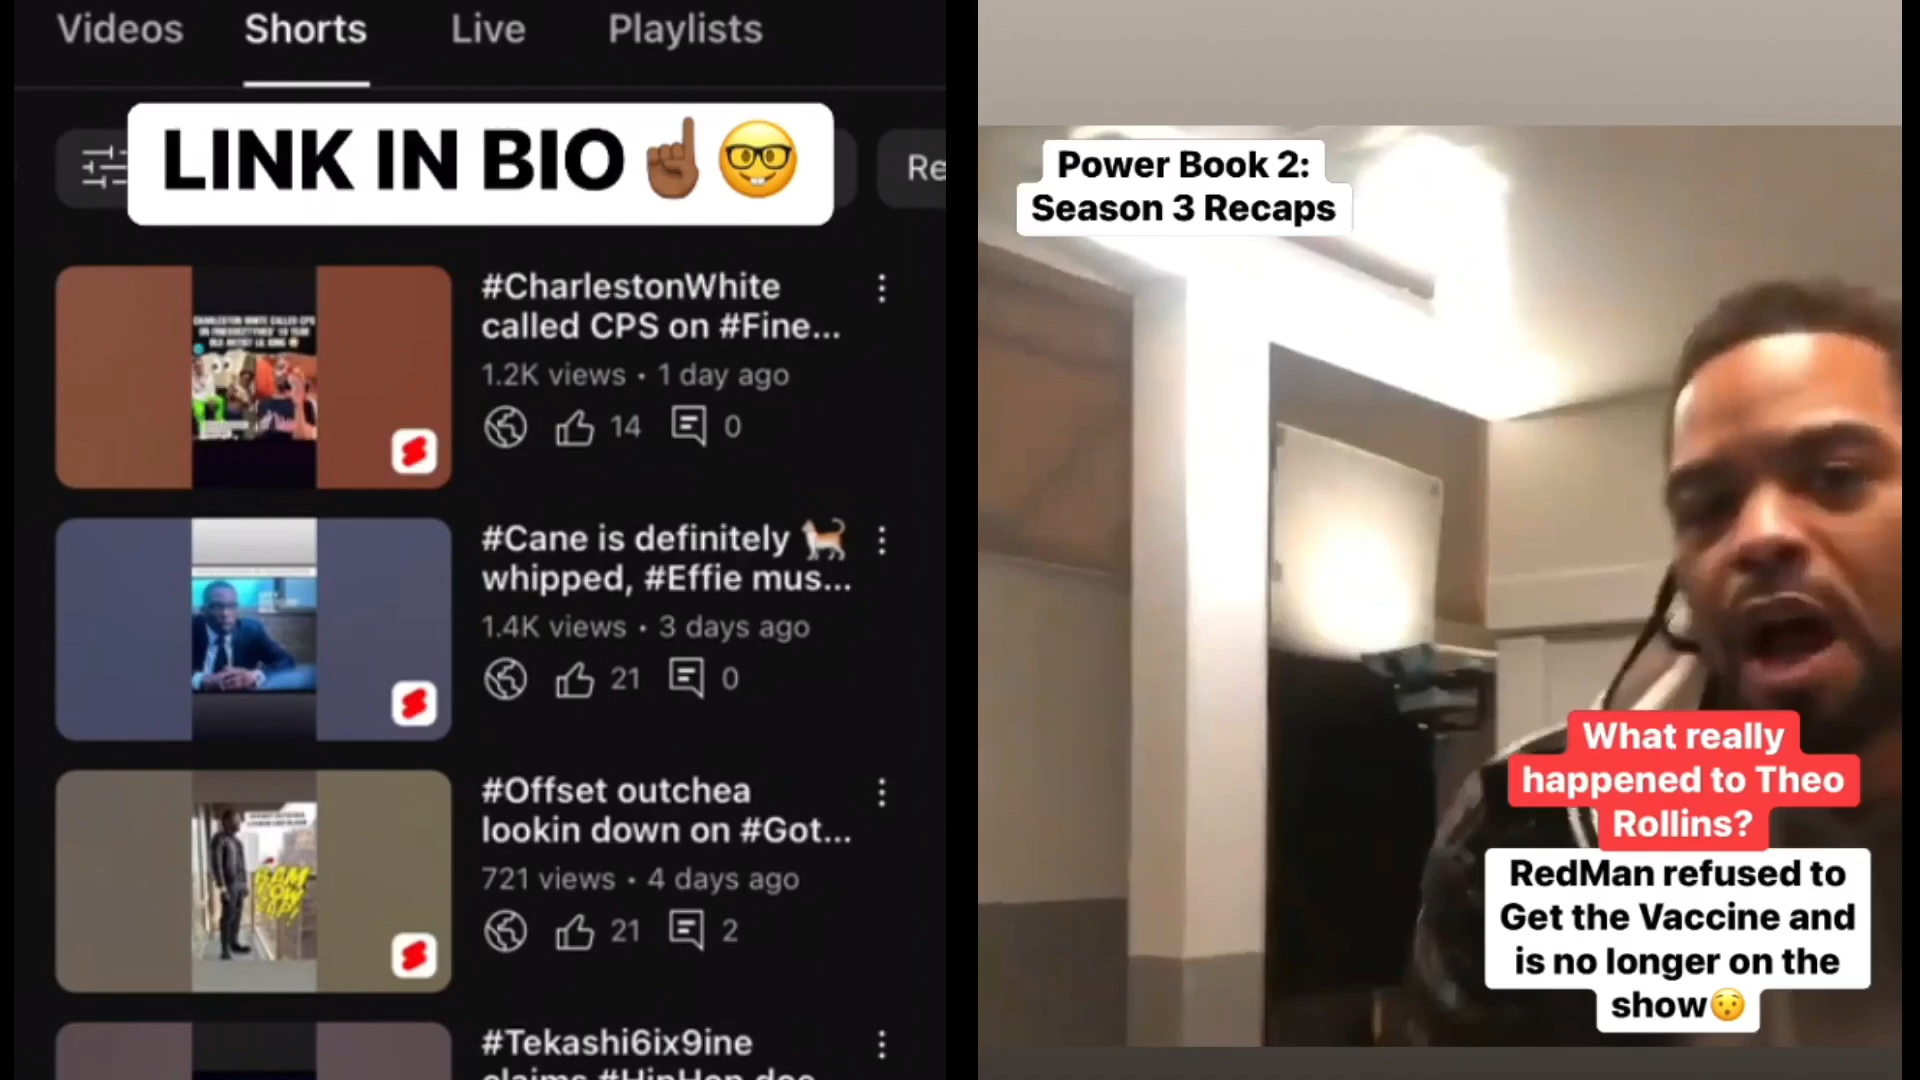 Videos Shorts Live Playlists
LINK IN BIO☝🏾🤓
Re
#CharlestonWhite
called CPS on #Fine...
1.2K views • 1 day ago
14 0
#Cane is definitely 🐈
whipped, #Effie mus...
1.4K views • 3 days ago
21 0
#Offset outchea
lookin down on #Got...
721 views • 4 days ago
21 2
#Tekashi6ix9ine
claims #HipHop doe
Power Book 2:
Season 3 Recaps
What really
happened to Theo
Rollins?
RedMan refused to
Get the Vaccine and
is no longer on the
show😯